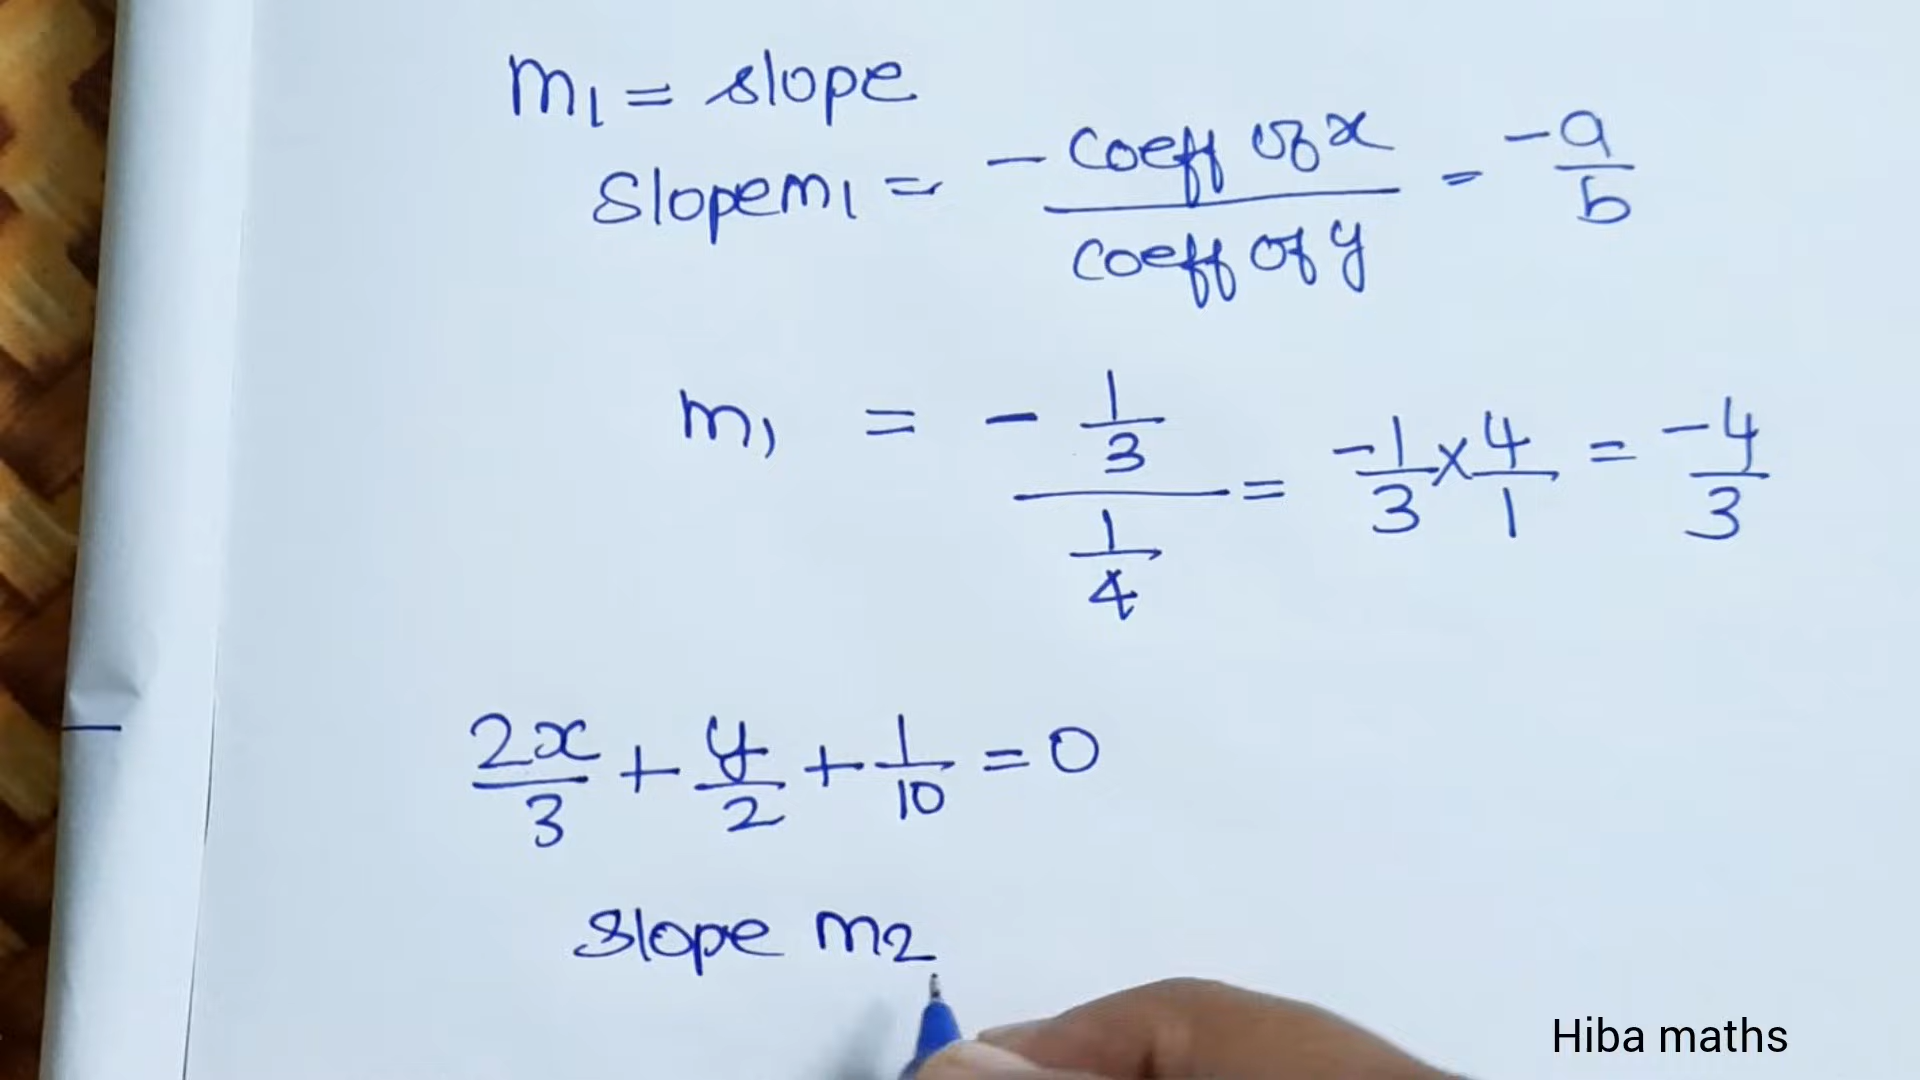 m₁ = slope
Slope m₁ = - coeff of x / coeff of y = -a/b
m₁ = - (1/3) / (1/4) = -1/3 × 4/1 = -4/3
2x/3 + y/2 + 1/10 = 0
Slope m₂
Hiba maths